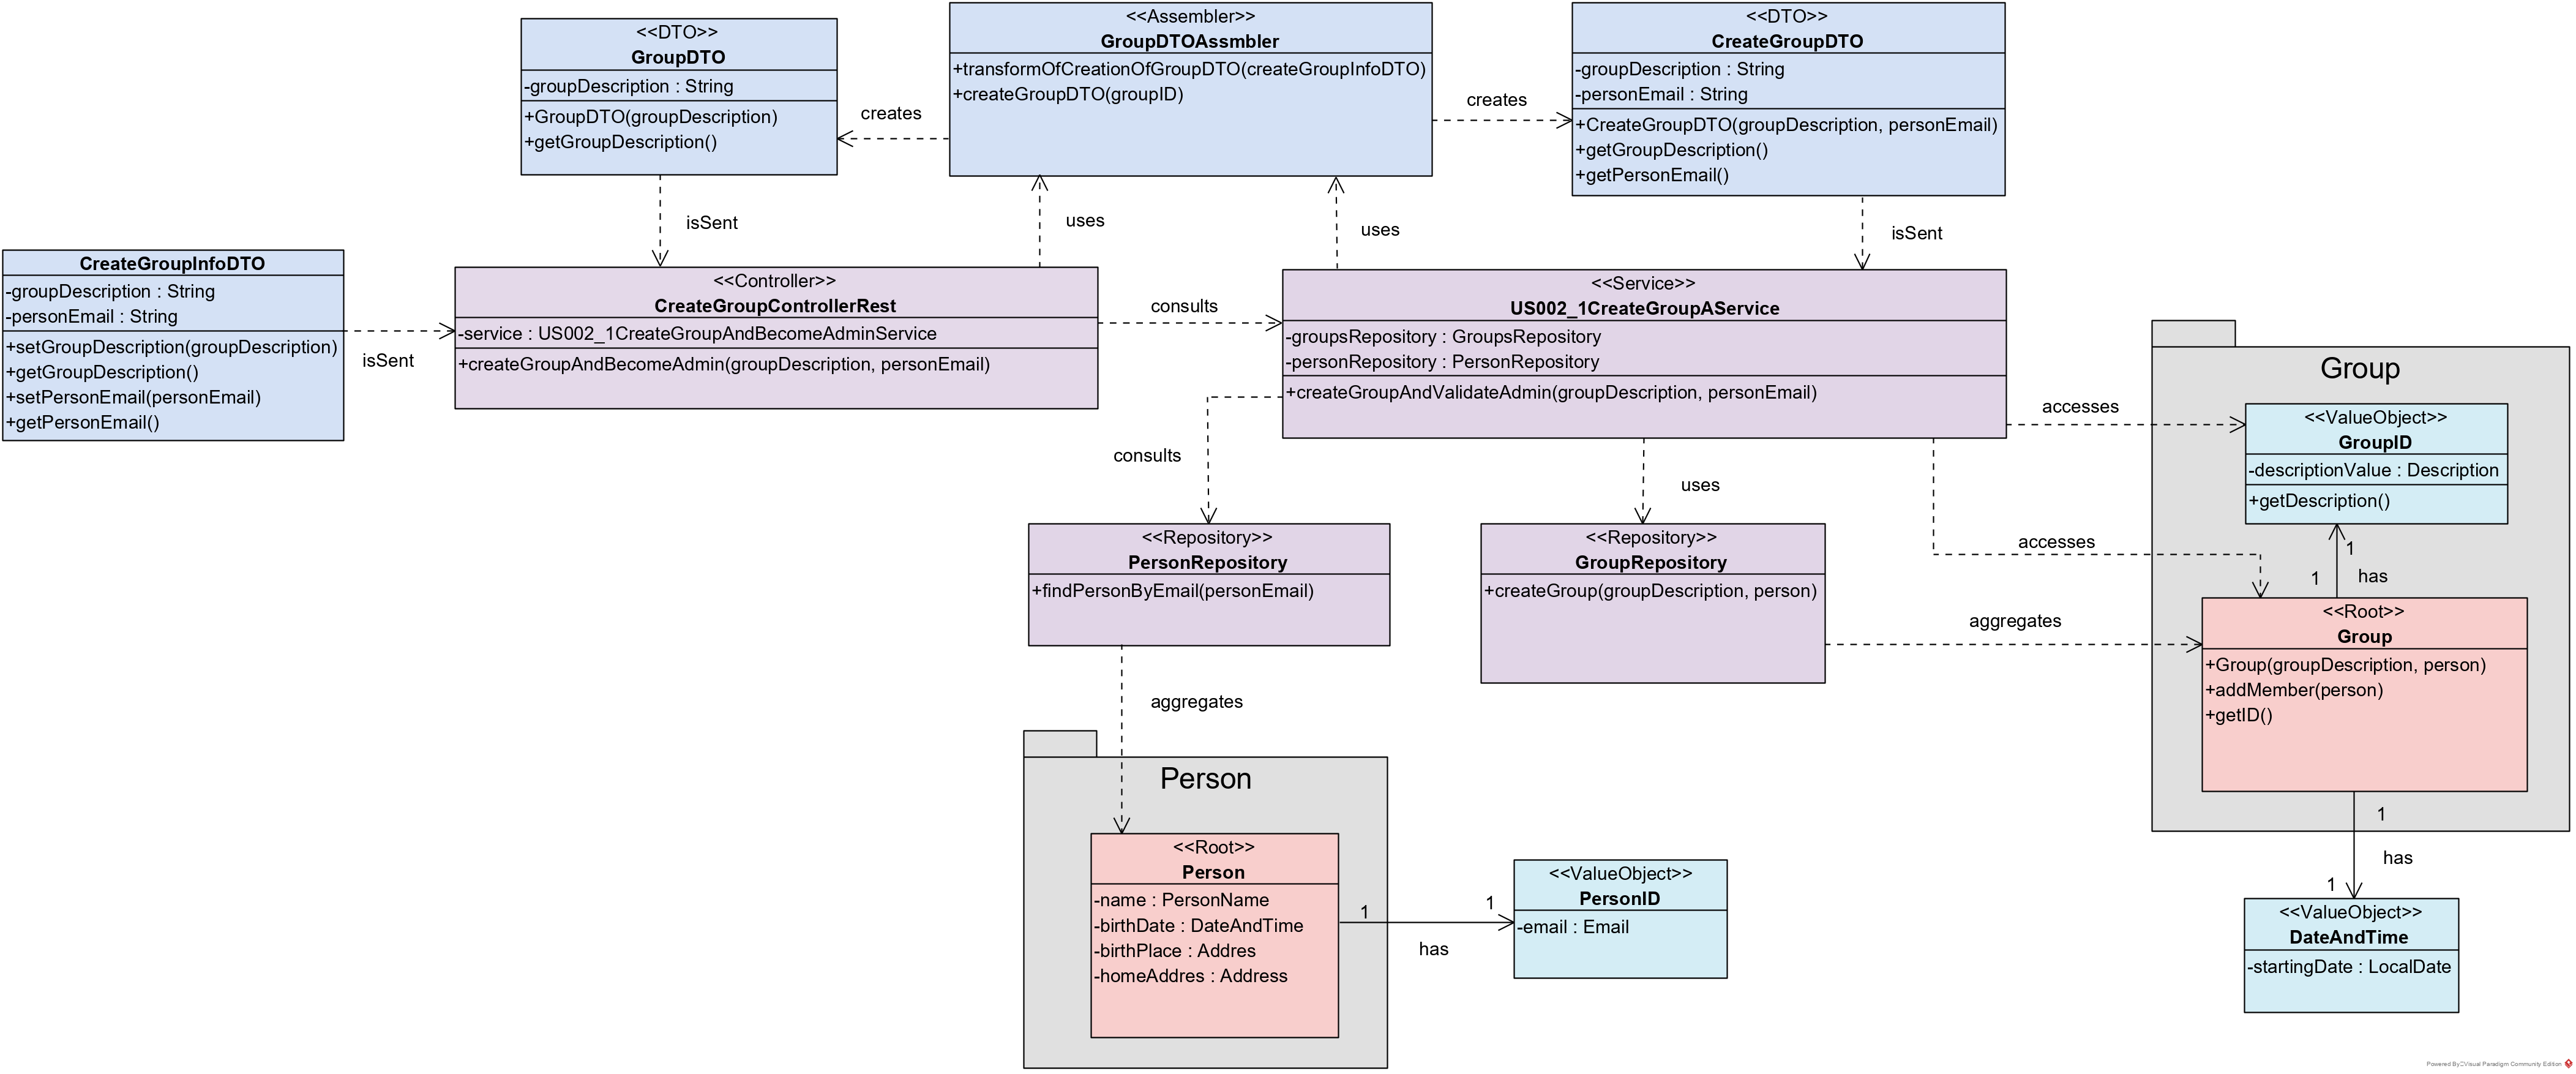 <<DTO>>
GroupDTO
-groupDescription : String
+GroupDTO(groupDescription)
+getGroupDescription()
creates
<<Assembler>>
GroupDTOAssmbler
+transformOfCreationOfGroupDTO(createGroupInfoDTO)
+createGroupDTO(groupID)
creates
<<DTO>>
CreateGroupDTO
-groupDescription : String
-personEmail : String
+CreateGroupDTO(groupDescription, personEmail)
+getGroupDescription()
+getPersonEmail()
isSent
uses
uses
isSent
CreateGroupInfoDTO
-groupDescription : String
-personEmail : String
+setGroupDescription(groupDescription)
+getGroupDescription()
+setPersonEmail(personEmail)
+getPersonEmail()
isSent
<<Controller>>
CreateGroupControllerRest
-service : US002_1CreateGroupAndBecomeAdminService
+createGroupAndBecomeAdmin(groupDescription, personEmail)
consults
<<Service>>
US002_1CreateGroupAService
-groupsRepository : GroupsRepository
-personRepository : PersonRepository
+createGroupAndValidateAdmin(groupDescription, personEmail)
accesses
Group
<<ValueObject>>
GroupID
-descriptionValue : Description
+getDescription()
consults
uses
accesses
1
1
has
<<Repository>>
PersonRepository
+findPersonByEmail(personEmail)
<<Repository>>
GroupRepository
+createGroup(groupDescription, person)
aggregates
<<Root>>
Group
+Group(groupDescription, person)
+addMember(person)
+getID()
aggregates
Person
<<Root>>
Person
-name : PersonName
-birthDate : DateAndTime
-birthPlace : Addres
-homeAddres : Address
1
1
has
<<ValueObject>>
PersonID
-email : Email
1
has
1
<<ValueObject>>
DateAndTime
-startingDate : LocalDate
Powered By Visual Paradigm Community Edition